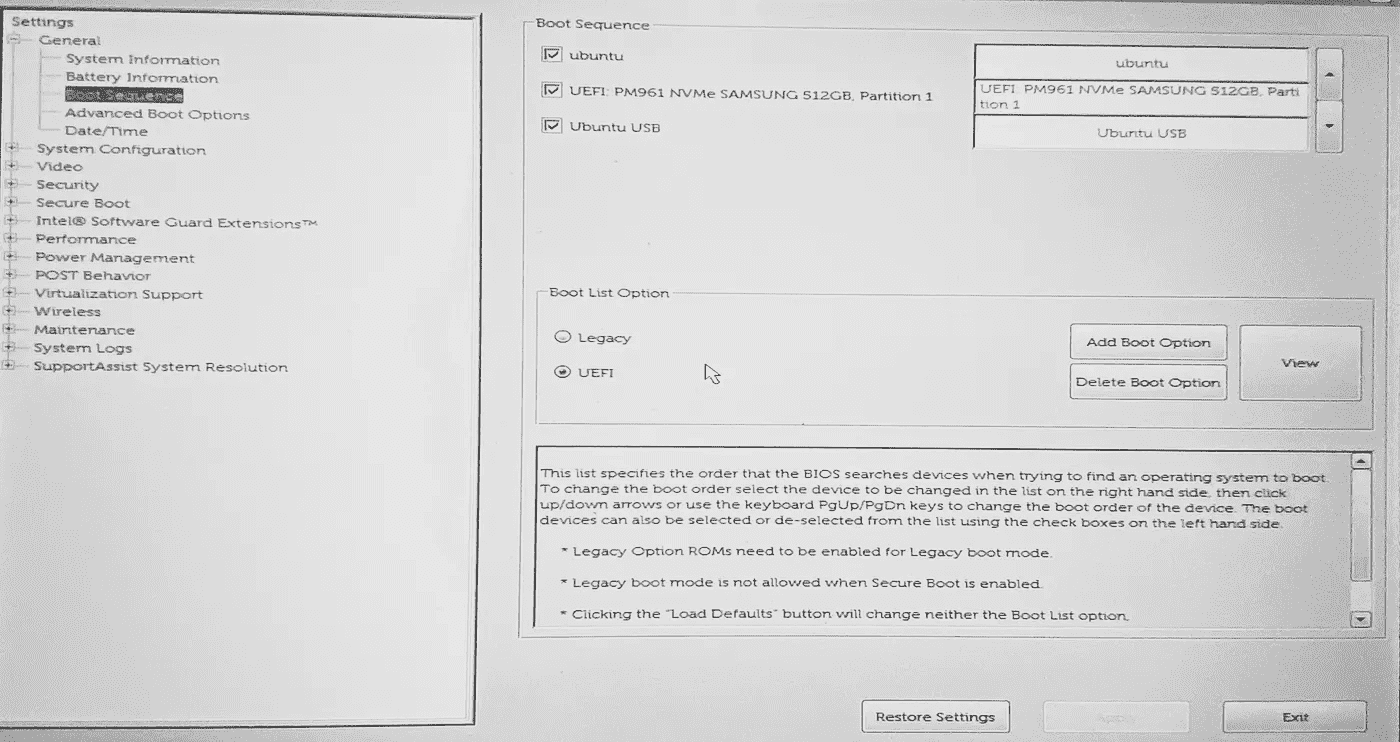 Settings
General
System Information
Battery Information
Boot Sequence
Advanced Boot Options
Date/Time
System Configuration
Video
Security
Secure Boot
Intel® Software Guard Extensions™
Performance
Power Management
POST Behavior
Virtualization Support
Wireless
Maintenance
System Logs
SupportAssist System Resolution
Boot Sequence
ubuntu
UEFI: PM961 NVMe SAMSUNG 512GB, Partition 1
Ubuntu USB
ubuntu
UEFI: PM961 NVMe SAMSUNG 512GB, Parti
tion 1
Ubuntu USB
Boot List Option
Legacy
UEFI
Add Boot Option
Delete Boot Option
View
This list specifies the order that the BIOS searches devices when trying to find an operating system to boot.
To change the boot order select the device to be changed in the list on the right hand side, then click
up/down arrows or use the keyboard PgUp/PgDn keys to change the boot order of the device. The boot
devices can also be selected or de-selected from the list using the check boxes on the left hand side.
* Legacy Option ROMs need to be enabled for Legacy boot mode.
* Legacy boot mode is not allowed when Secure Boot is enabled.
* Clicking the "Load Defaults" button will change neither the Boot List option.
Restore Settings
Exit